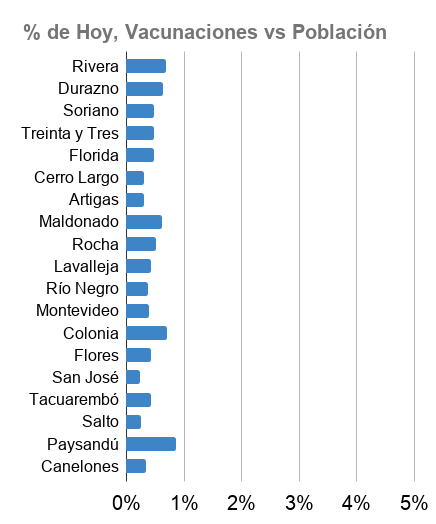 % de Hoy, Vacunaciones vs Población
Rivera
Durazno
Soriano
Treinta y Tres
Florida
Cerro Largo
Artigas
Maldonado
Rocha
Lavalleja
Río Negro
Montevideo
Colonia
Flores
San José
Tacuarembó
Salto
Paysandú
Canelones
0% 1% 2% 3% 4% 5%